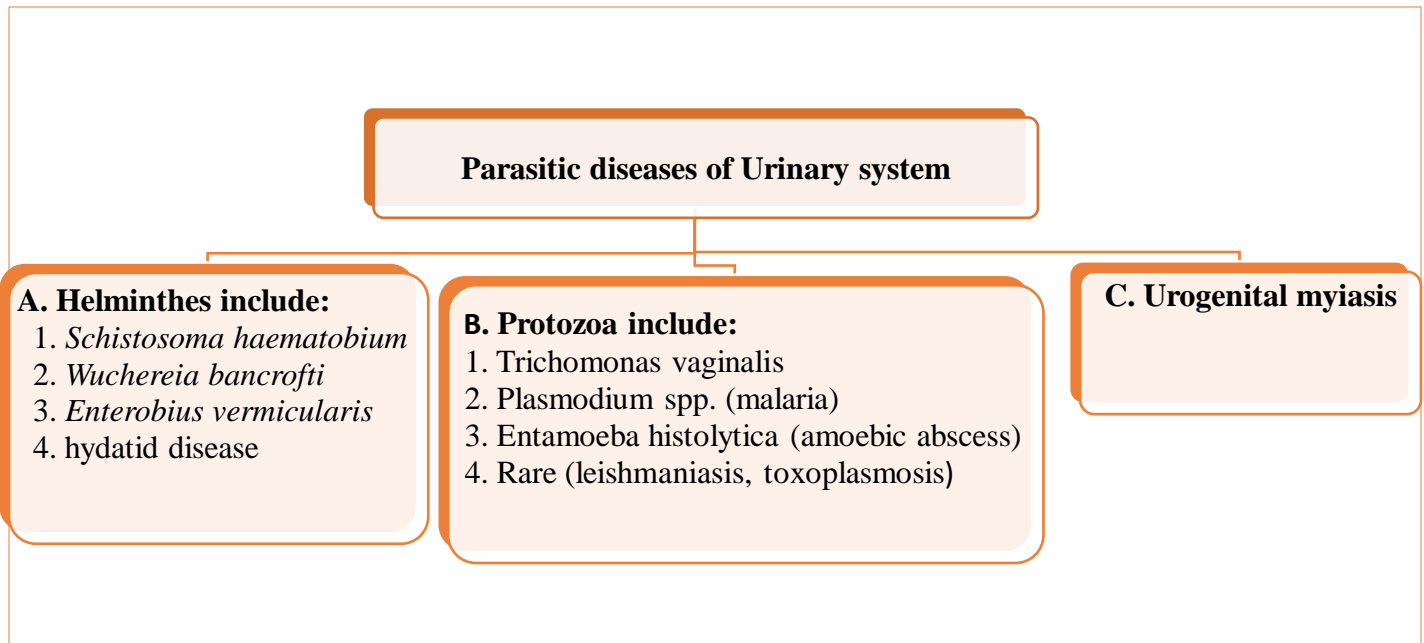 Parasitic diseases of Urinary system
A. Helminthes include:
1. Schistosoma haematobium
2. Wuchereia bancrofti
3. Enterobius vermicularis
4. hydatid disease
B. Protozoa include:
1. Trichomonas vaginalis
2. Plasmodium spp. (malaria)
3. Entamoeba histolytica (amoebic abscess)
4. Rare (leishmaniasis, toxoplasmosis)
C. Urogenital myiasis